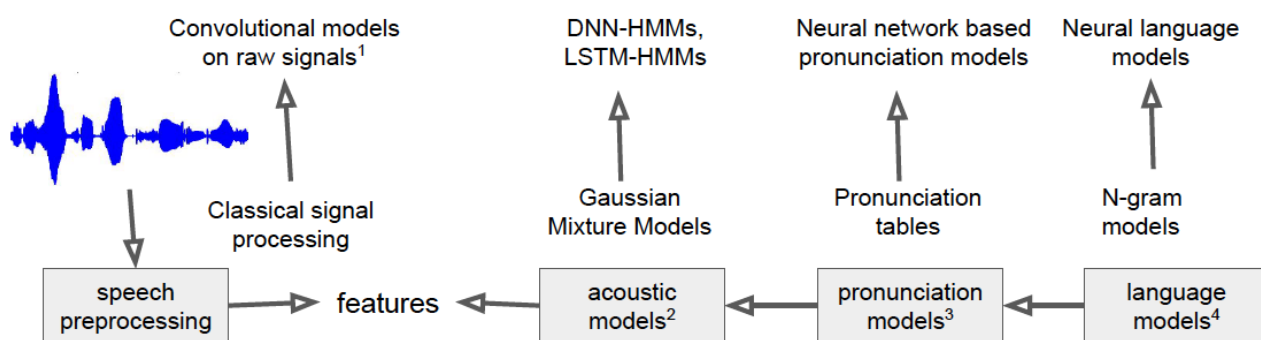 Convolutional models
on raw signals¹
DNN-HMMs,
LSTM-HMMs
Neural network based
pronunciation models
Neural language
models
Classical signal
processing
Gaussian
Mixture Models
Pronunciation
tables
N-gram
models
speech
preprocessing
features
acoustic
models²
pronunciation
models³
language
models⁴